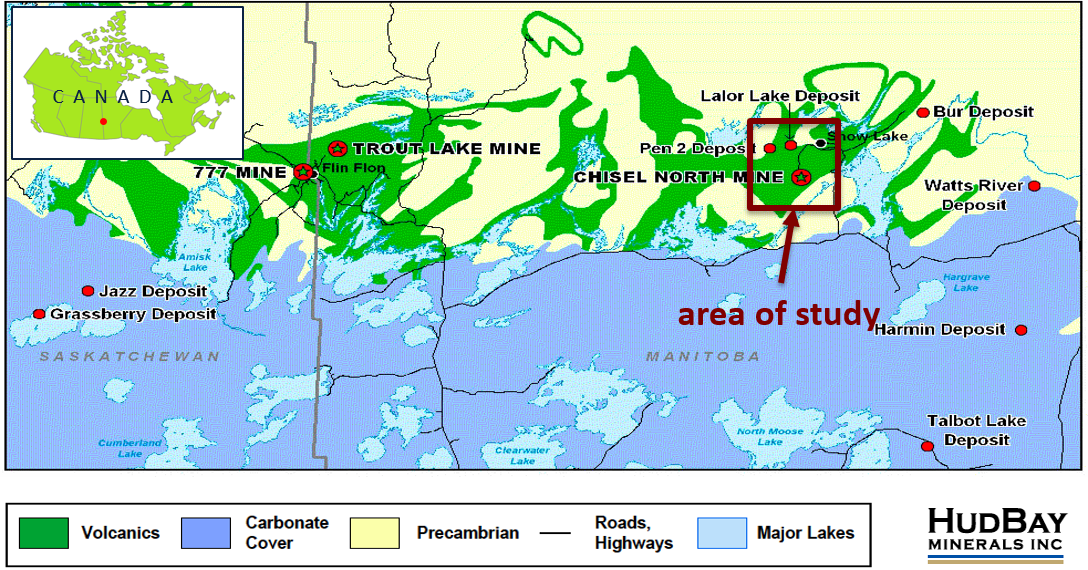 C A N A D A
Lalor Lake Deposit
Bur Deposit
Snow Lake
Pen 2 Deposit
TROUT LAKE MINE
777 MINE
Flin Flon
CHISEL NORTH MINE
Watts River
Deposit
Amisk
Lake
Hargrave
Lake
Jazz Deposit
Grassberry Deposit
area of study
Harmin Deposit
SASKATCHEWAN
MANITOBA
Talbot Lake
Deposit
Cumberland
Lake
Clearwater
Lake
North Moose
Lake
Volcanics
Carbonate
Cover
Precambrian
Roads,
Highways
Major Lakes
HUDBAY
MINERALS INC